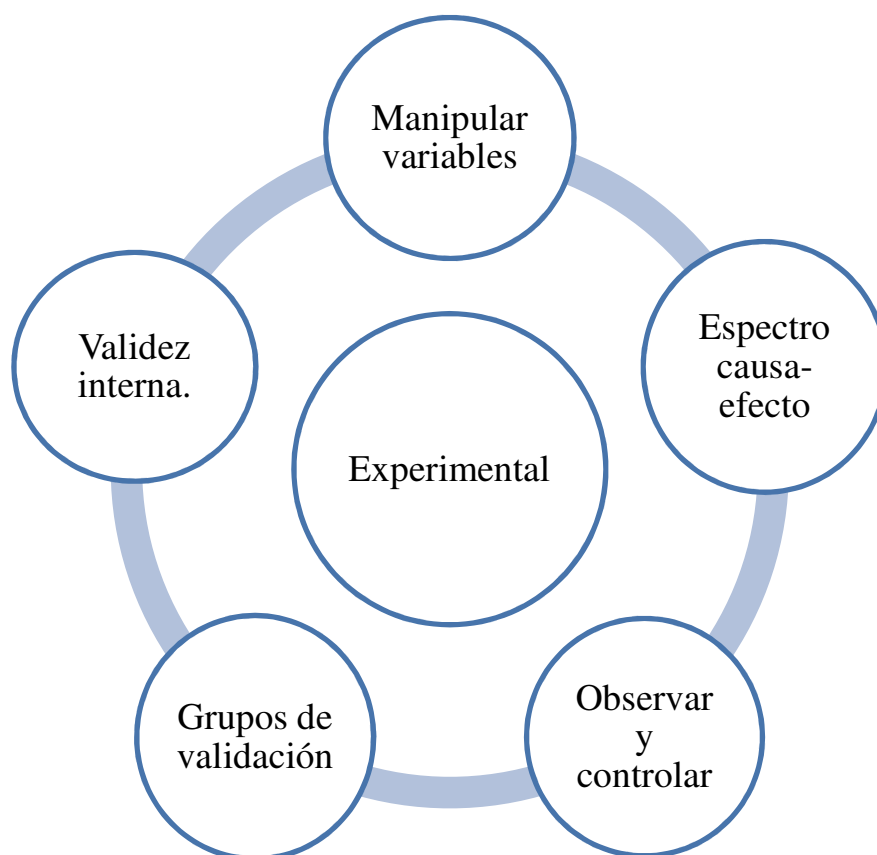 Manipular
variables
Espectro
causa-
efecto
Observar
y
controlar
Grupos de
validación
Validez
interna.
Experimental